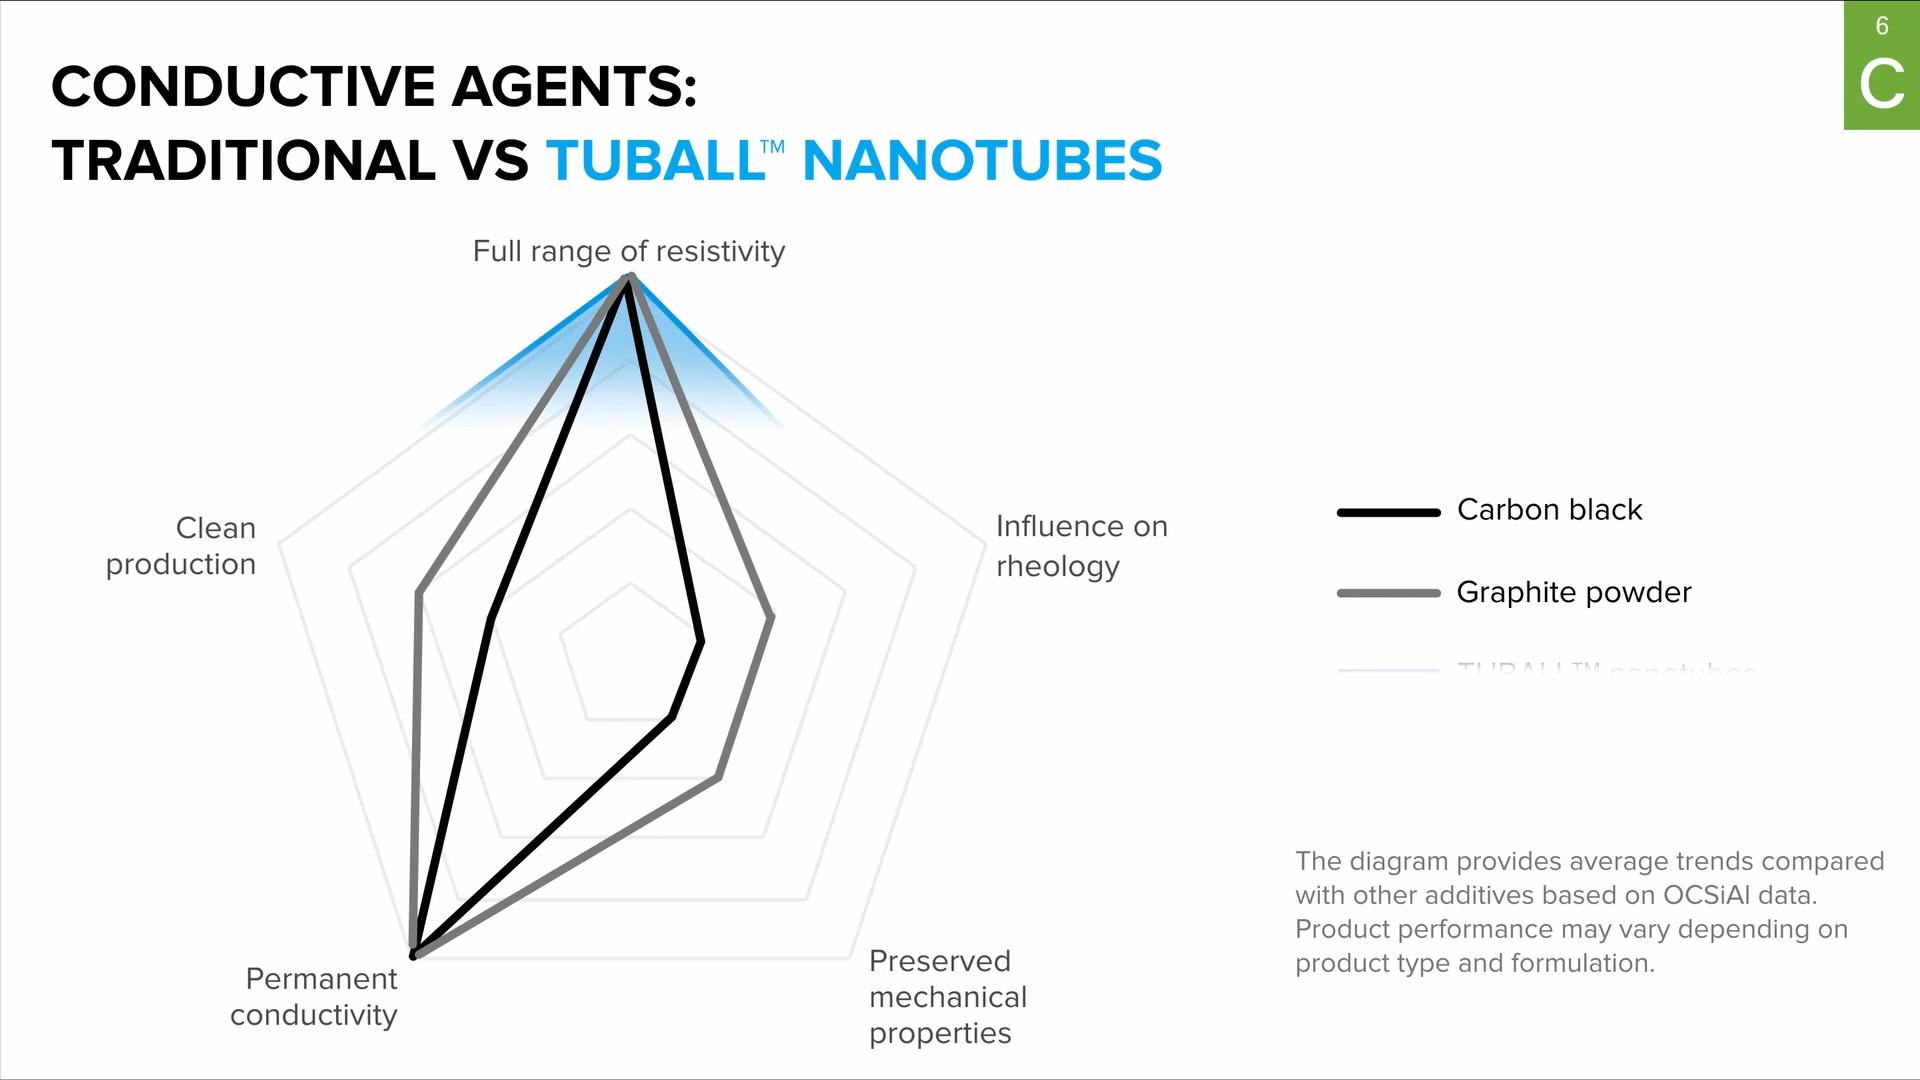 6
C
CONDUCTIVE AGENTS:
TRADITIONAL VS TUBALL™ NANOTUBES
Full range of resistivity
Clean
production
Influence on
rheology
Carbon black
Graphite powder
TUBALL™ nanotubes
The diagram provides average trends compared
with other additives based on OCSiAl data.
Product performance may vary depending on
product type and formulation.
Permanent
conductivity
Preserved
mechanical
properties